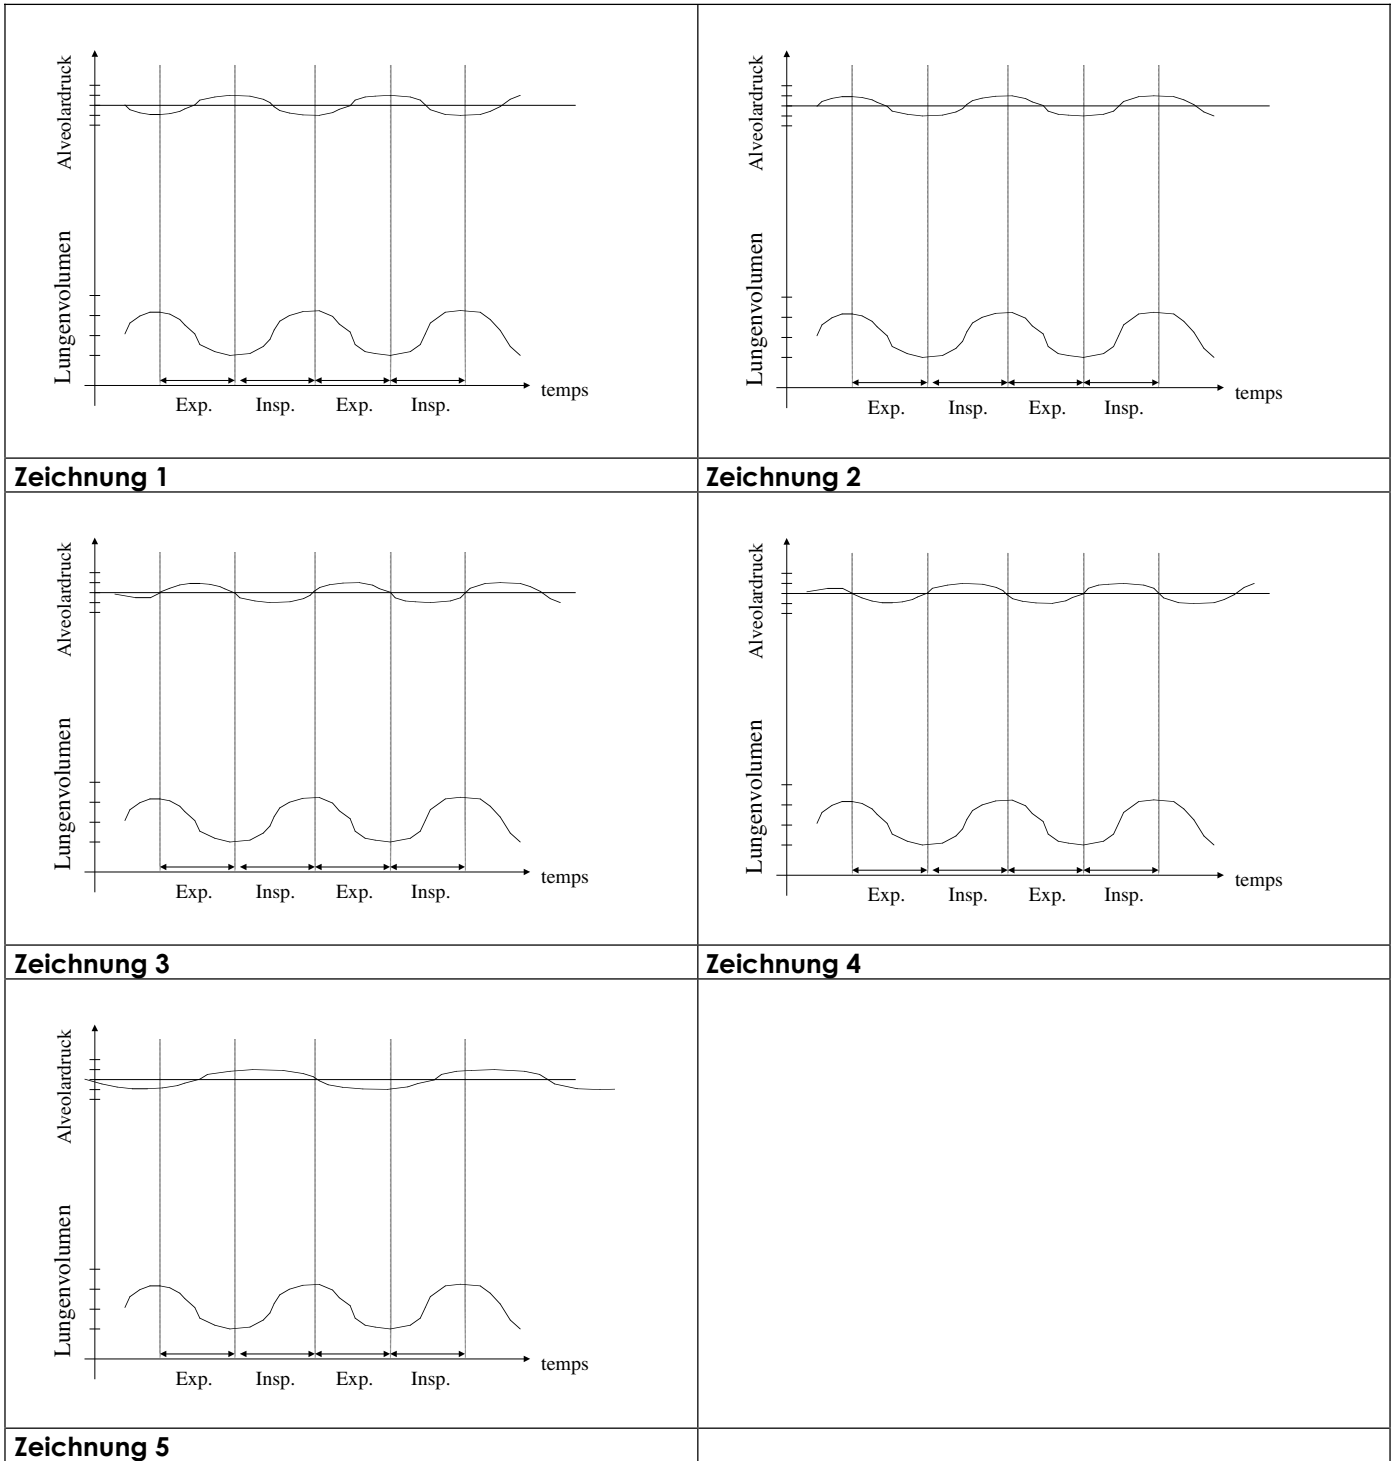 Alveolardruck
Lungenvolumen
temps
Exp. Insp. Exp. Insp.
Zeichnung 1
Alveolardruck
Lungenvolumen
temps
Exp. Insp. Exp. Insp.
Zeichnung 2
Alveolardruck
Lungenvolumen
temps
Exp. Insp. Exp. Insp.
Zeichnung 3
Alveolardruck
Lungenvolumen
temps
Exp. Insp. Exp. Insp.
Zeichnung 4
Alveolardruck
Lungenvolumen
temps
Exp. Insp. Exp. Insp.
Zeichnung 5